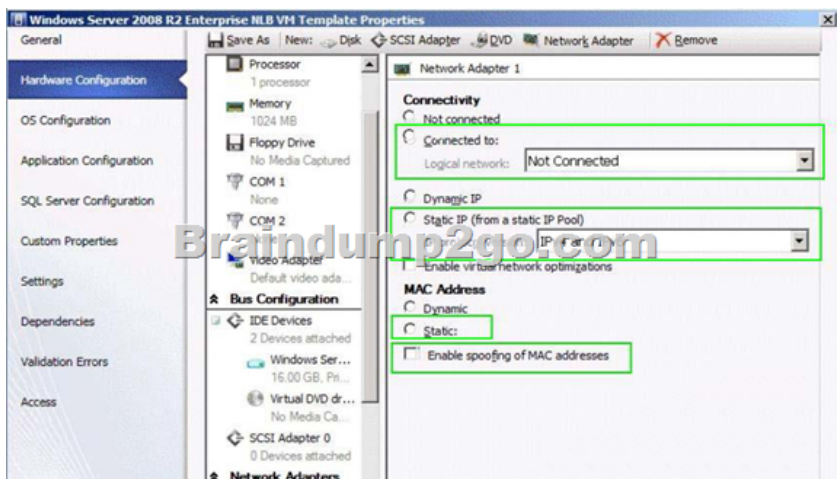 Windows Server 2008 R2 Enterprise NLB VM Template Properties
Save As New: Disk SCSI Adapter DVD Network Adapter Remove
General
Hardware Configuration
OS Configuration
Application Configuration
SQL Server Configuration
Custom Properties
Settings
Dependencies
Validation Errors
Access
Processor
1 processor
Memory
1024 MB
Floppy Drive
No Media Captured
COM 1
None
COM 2
Video Adapter
Default video ada...
Bus Configuration
IDE Devices
2 Devices attached
Windows Ser...
16.00 GB, Pri...
Virtual DVD dr...
No Media Ca...
SCSI Adapter 0
0 Devices attached
Network Adapters
Network Adapter 1
Connectivity
Not connected
Connected to:
Logical network: Not Connected
Dynamic IP
Static IP (from a static IP Pool)
Enable virtual network optimizations
MAC Address
Dynamic
Static:
Enable spoofing of MAC addresses
Braindump2go.com